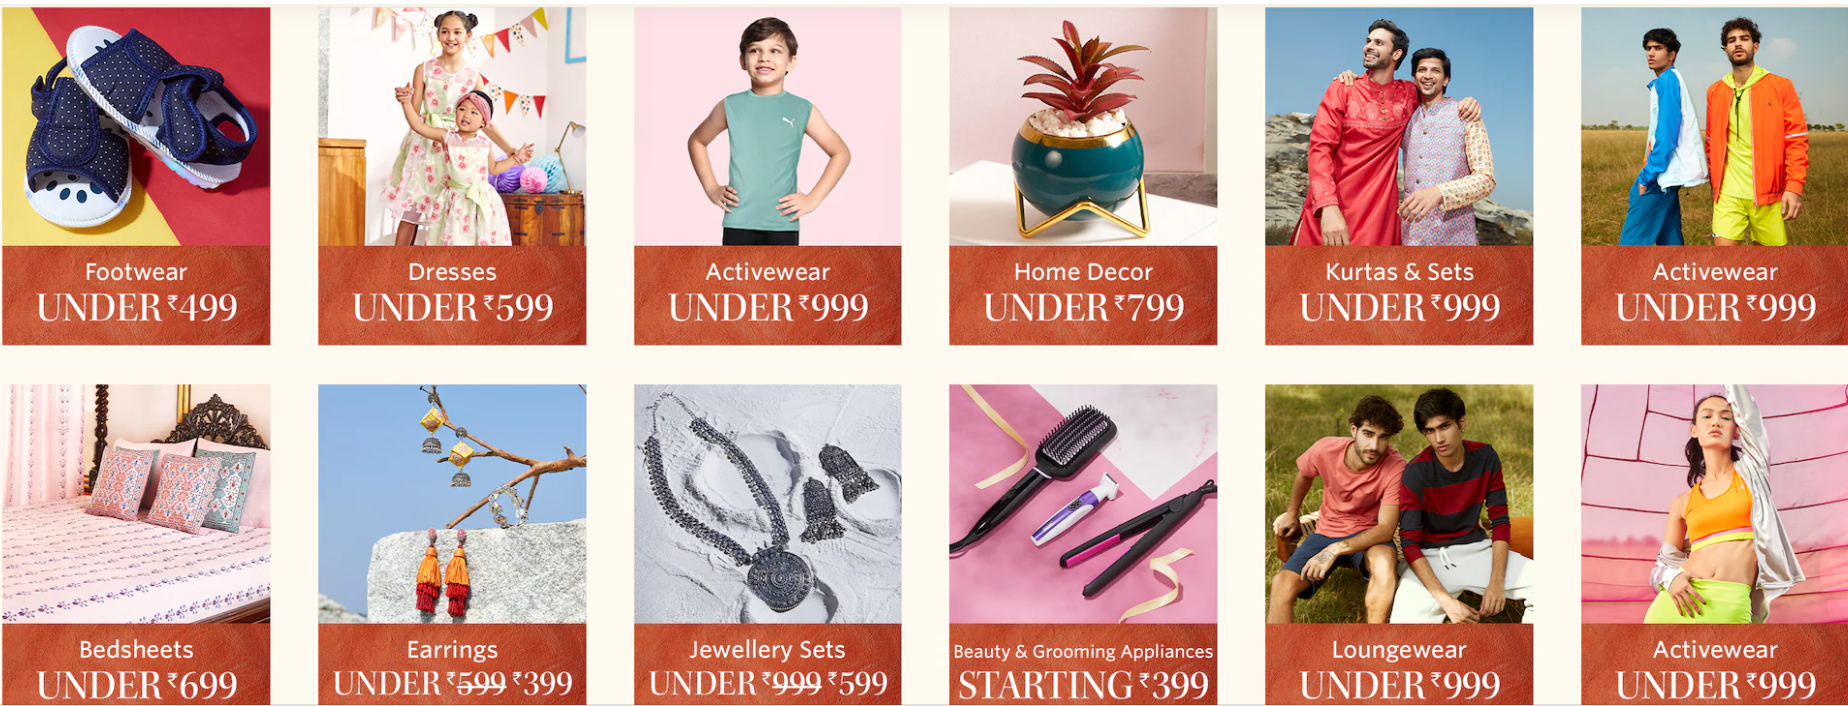 Footwear
UNDER ₹499
Dresses
UNDER ₹599
Activewear
UNDER ₹999
Home Decor
UNDER ₹799
Kurtas & Sets
UNDER ₹999
Activewear
UNDER ₹999
Bedsheets
UNDER ₹699
Earrings
UNDER ₹599 ₹399
Jewellery Sets
UNDER ₹999 ₹599
Beauty & Grooming Appliances
STARTING ₹399
Loungewear
UNDER ₹999
Activewear
UNDER ₹999